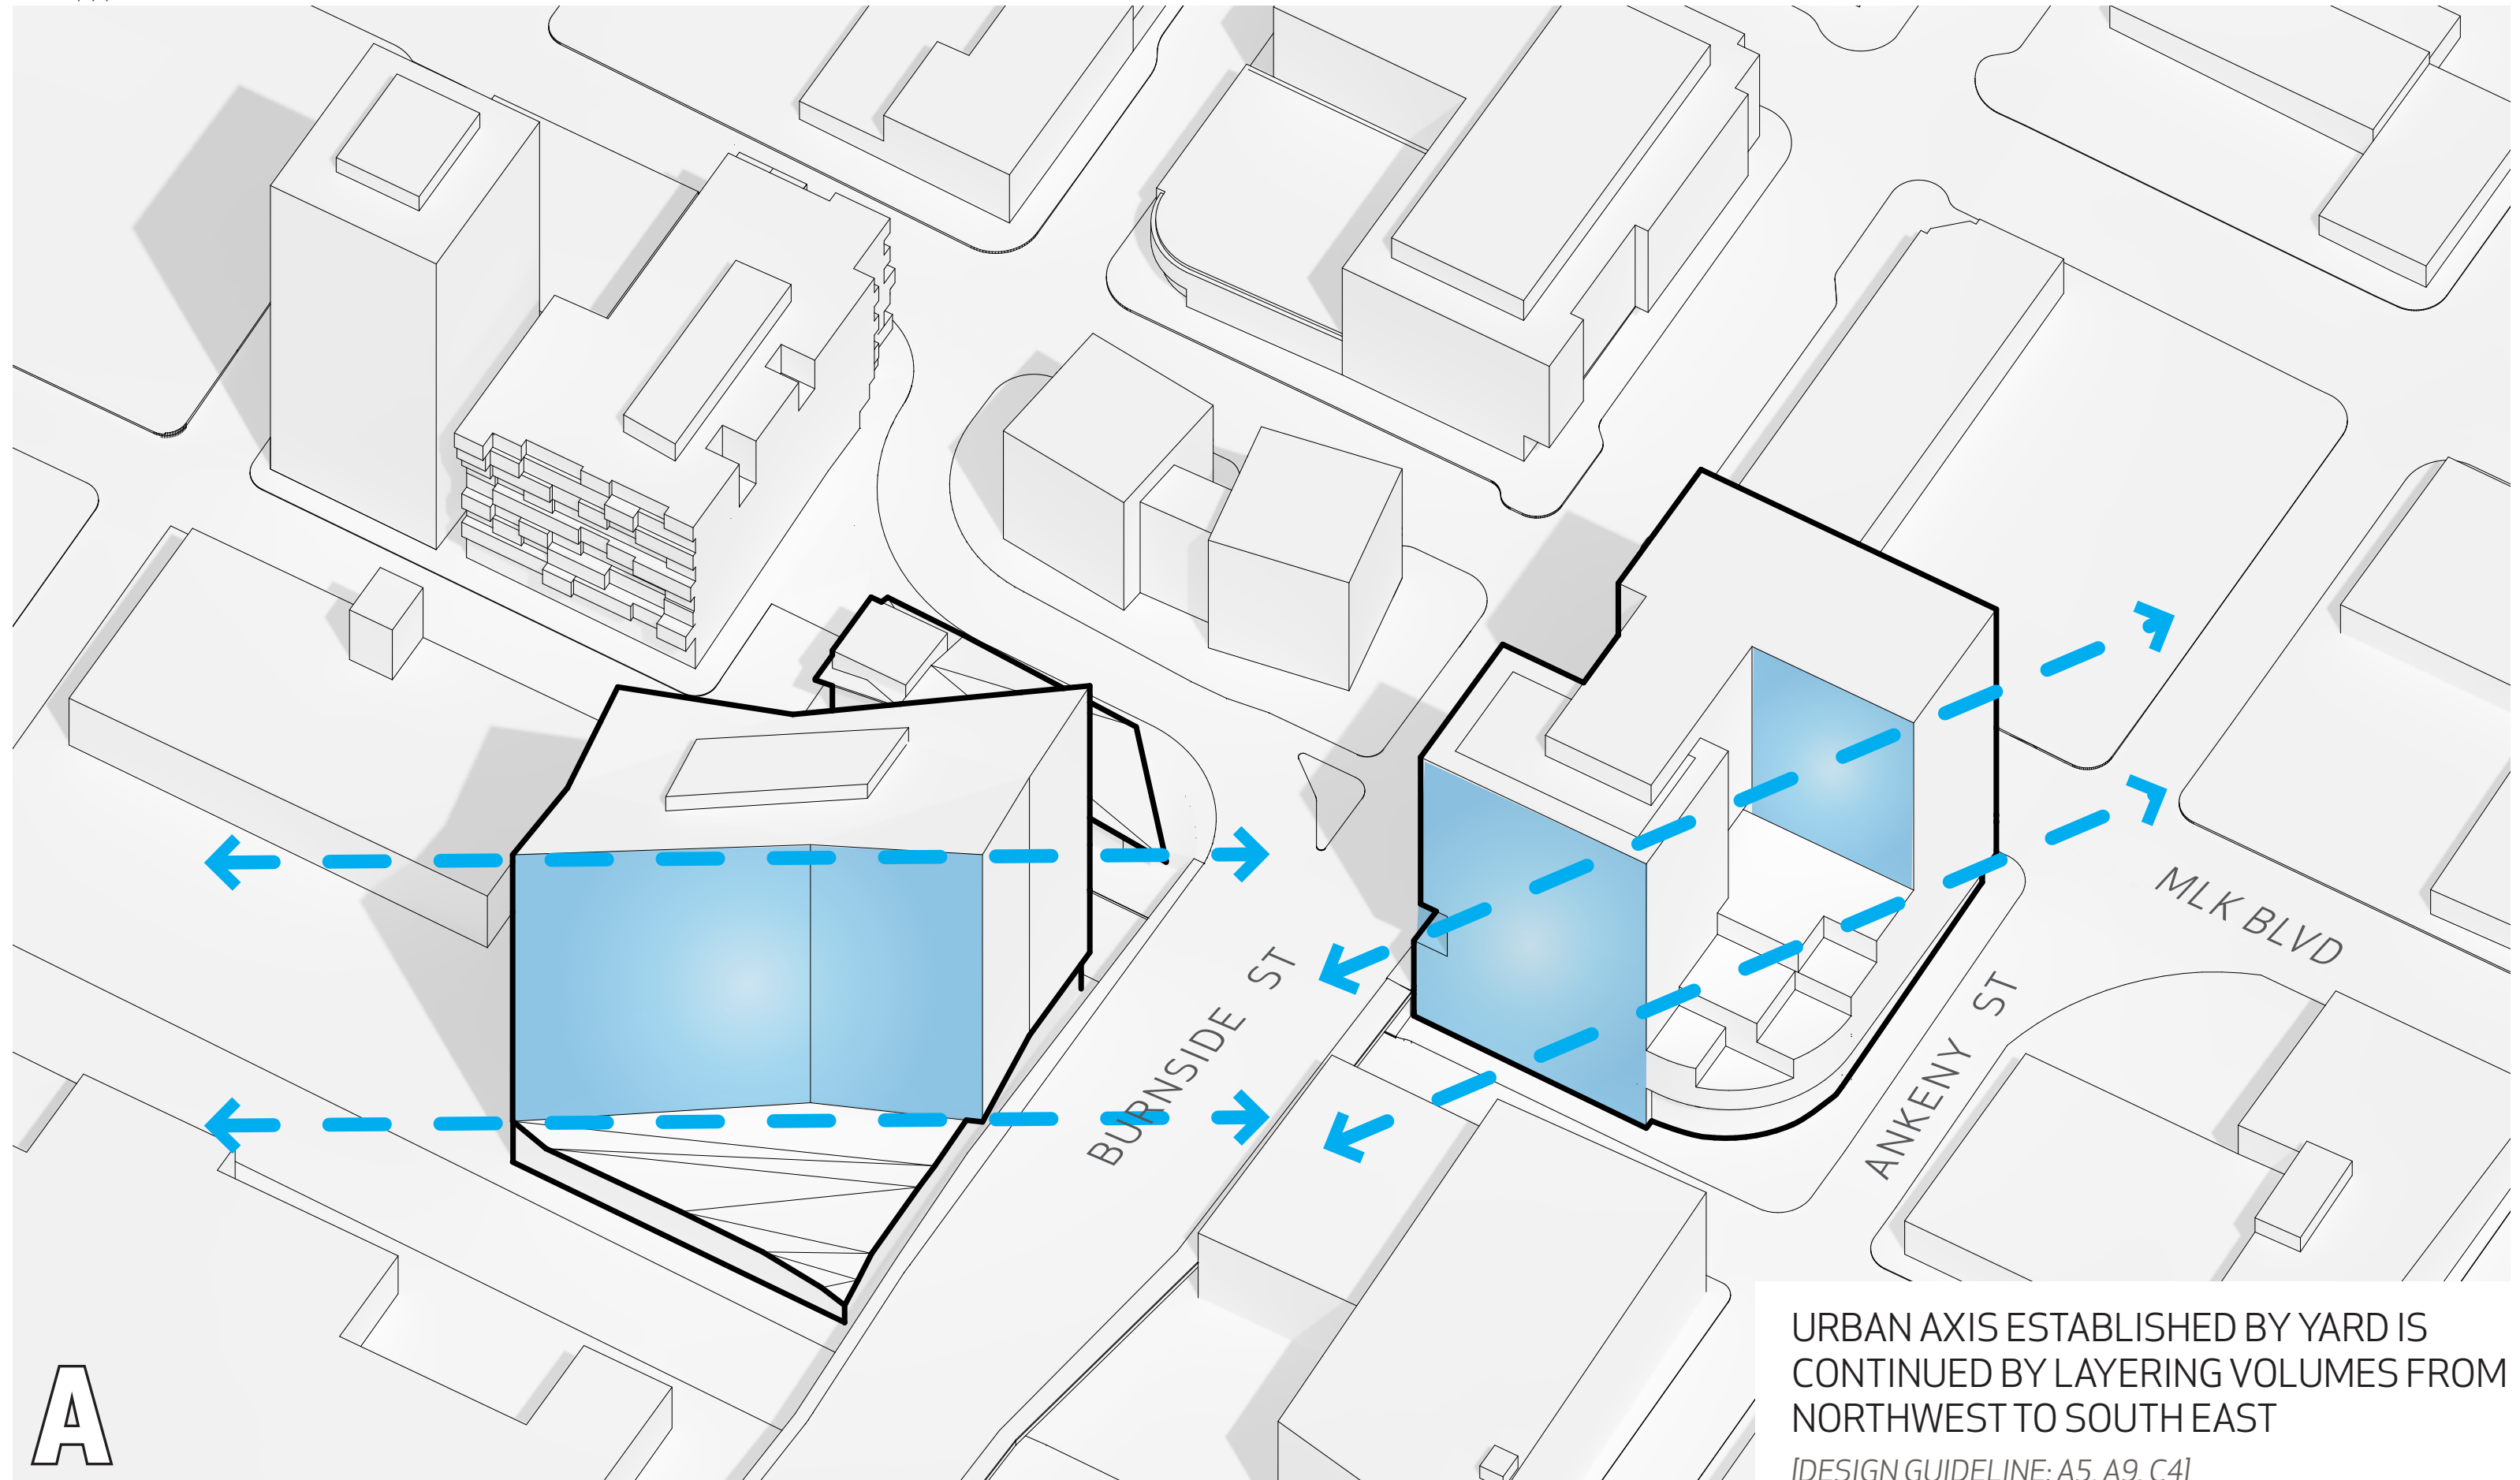 MLK BLVD
BURNSIDE ST
ANKENY ST
URBAN AXIS ESTABLISHED BY YARD IS
CONTINUED BY LAYERING VOLUMES FROM
NORTHWEST TO SOUTH EAST
[DESIGN GUIDELINE: A5, A9, C4]
A